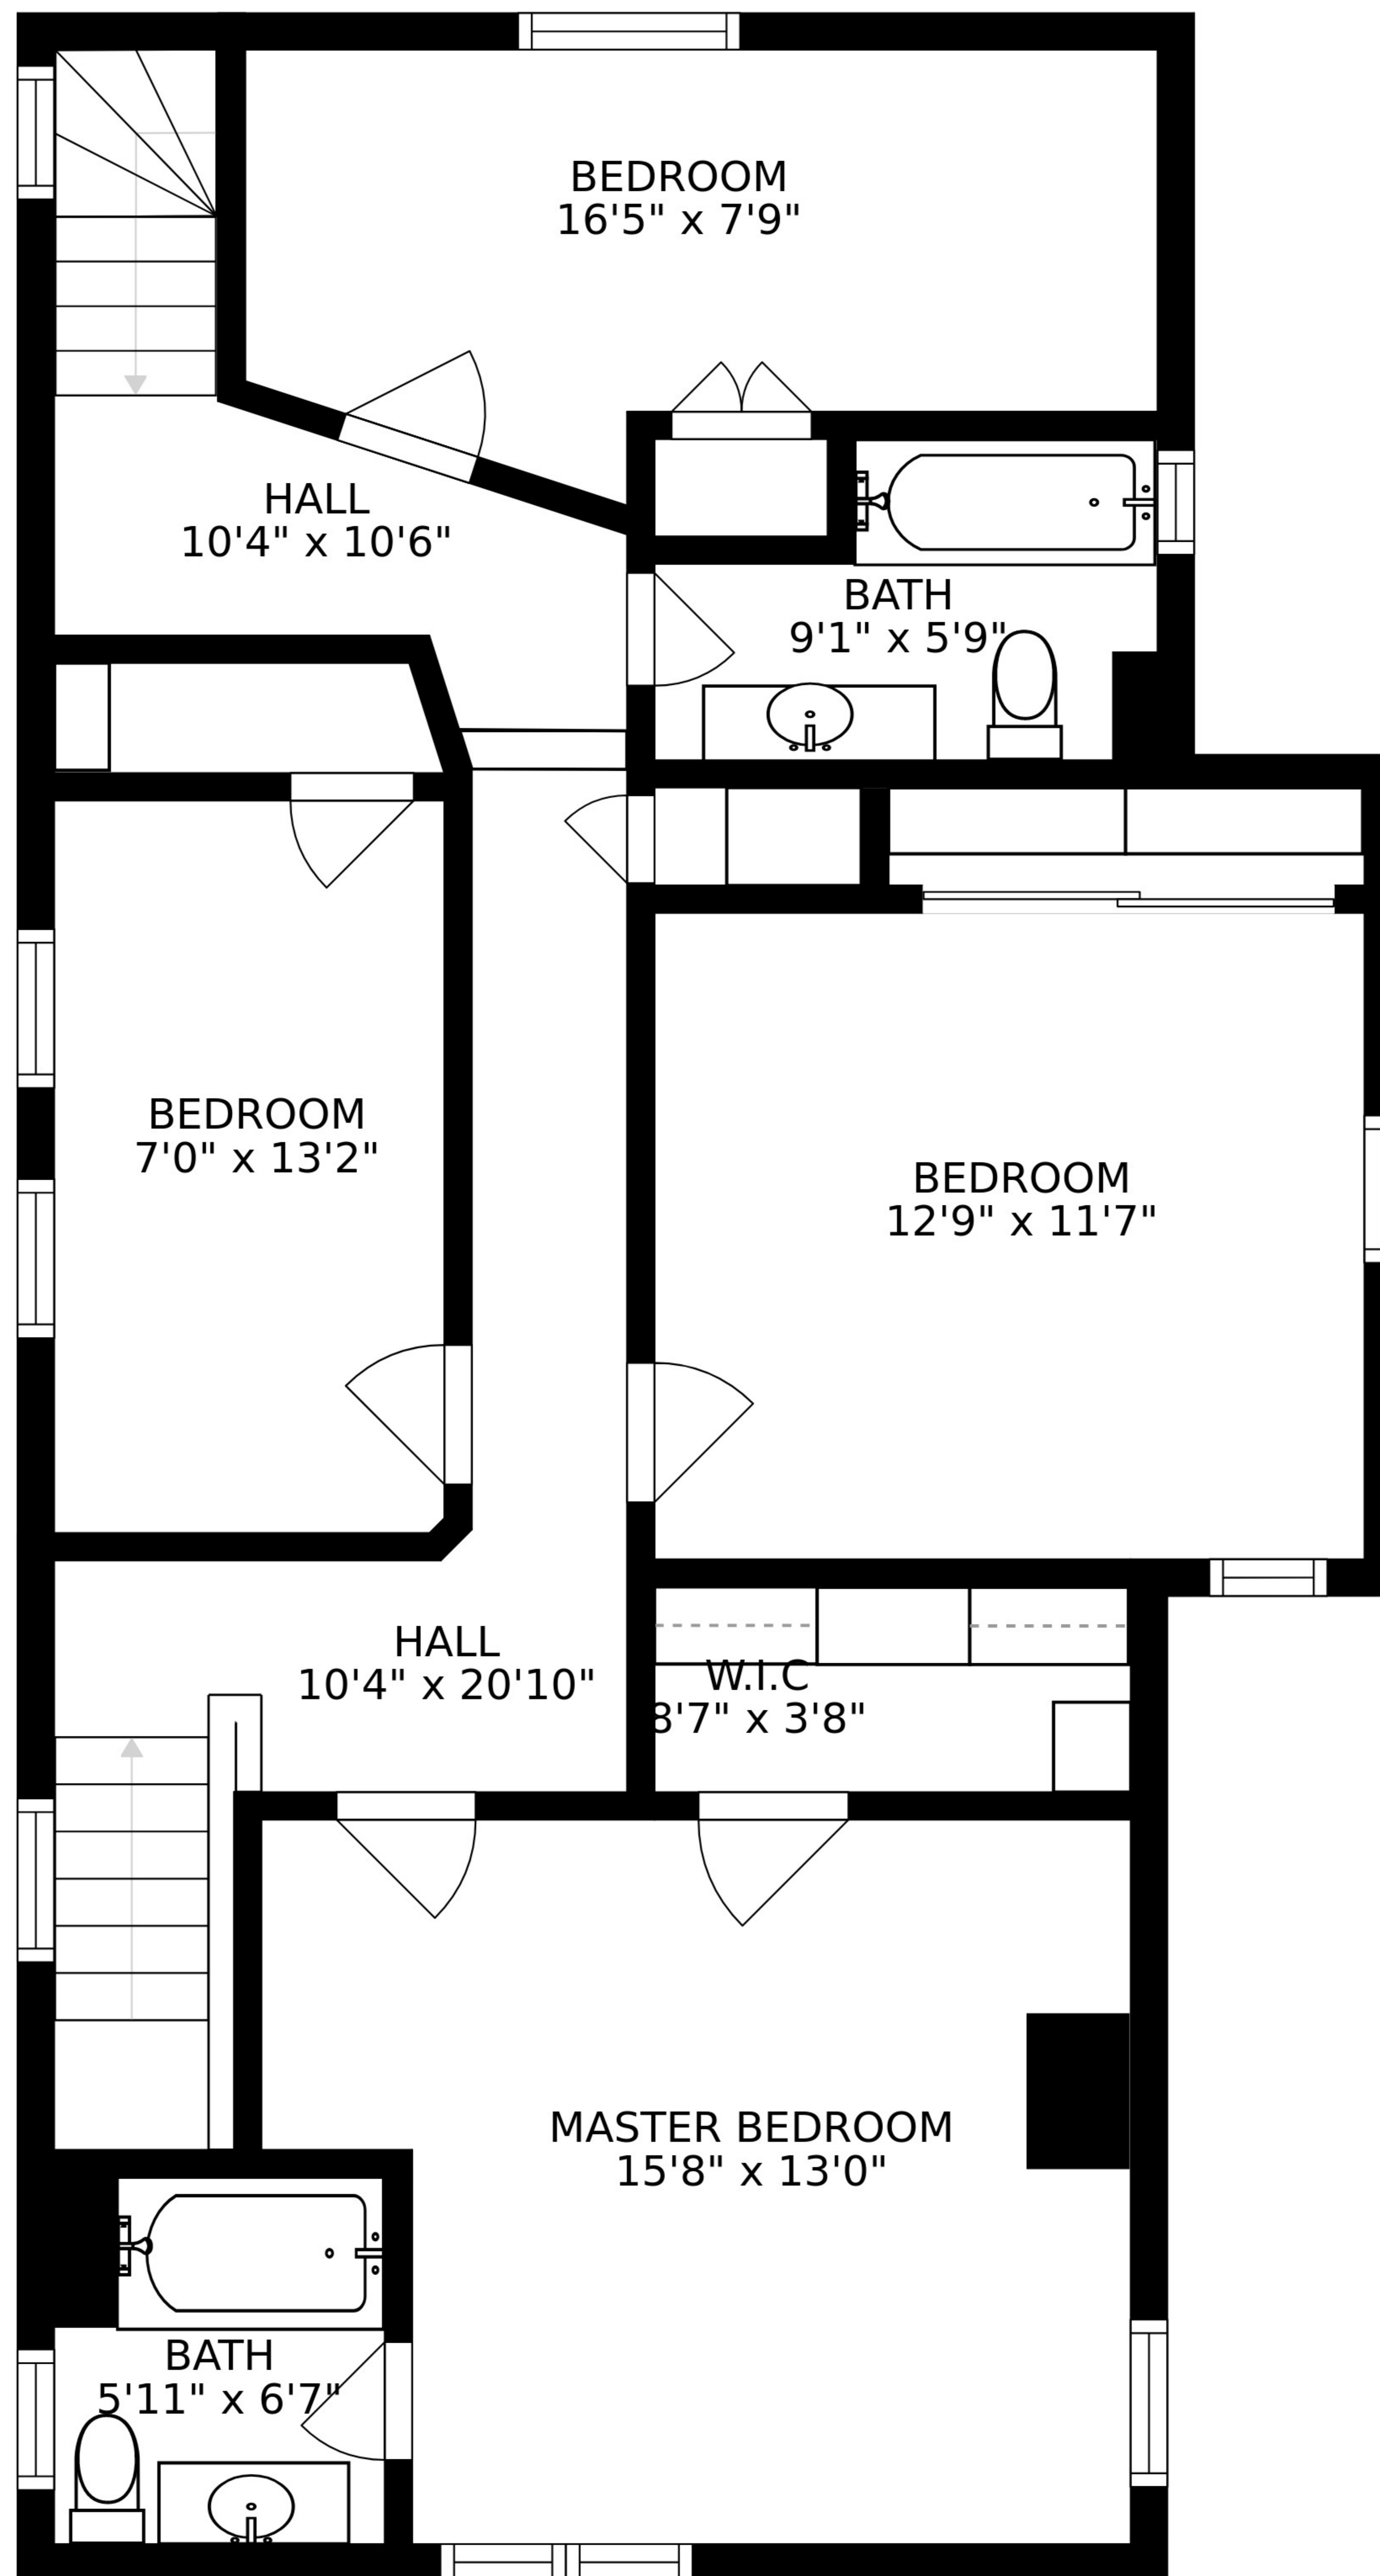 BEDROOM
16'5" x 7'9"
HALL
10'4" x 10'6"
BATH
9'1" x 5'9"
BEDROOM
7'0" x 13'2"
BEDROOM
12'9" x 11'7"
HALL
10'4" x 20'10"
W.I.C
8'7" x 3'8"
MASTER BEDROOM
15'8" x 13'0"
BATH
5'11" x 6'7"